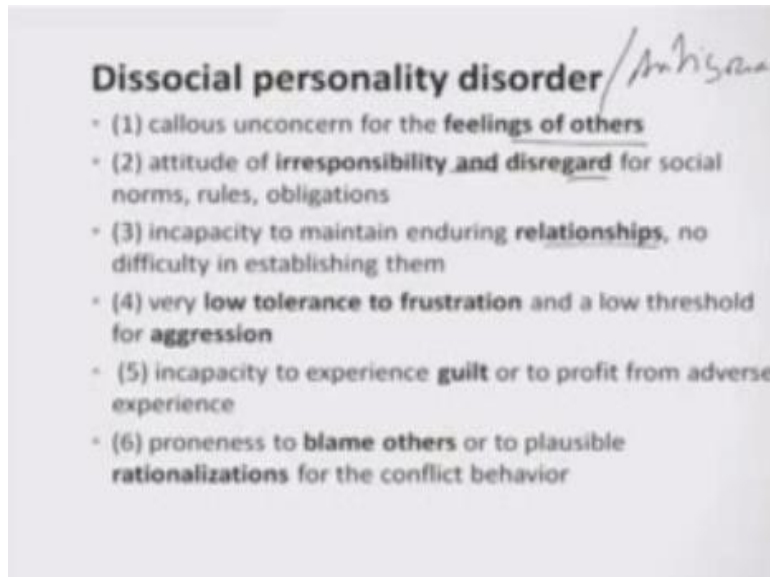 Dissocial personality disorder
• (1) callous unconcern for the feelings of others
• (2) attitude of irresponsibility and disregard for social
norms, rules, obligations
• (3) incapacity to maintain enduring relationships, no
difficulty in establishing them
• (4) very low tolerance to frustration and a low threshold
for aggression
• (5) incapacity to experience guilt or to profit from adverse
experience
• (6) proneness to blame others or to plausible
rationalizations for the conflict behavior